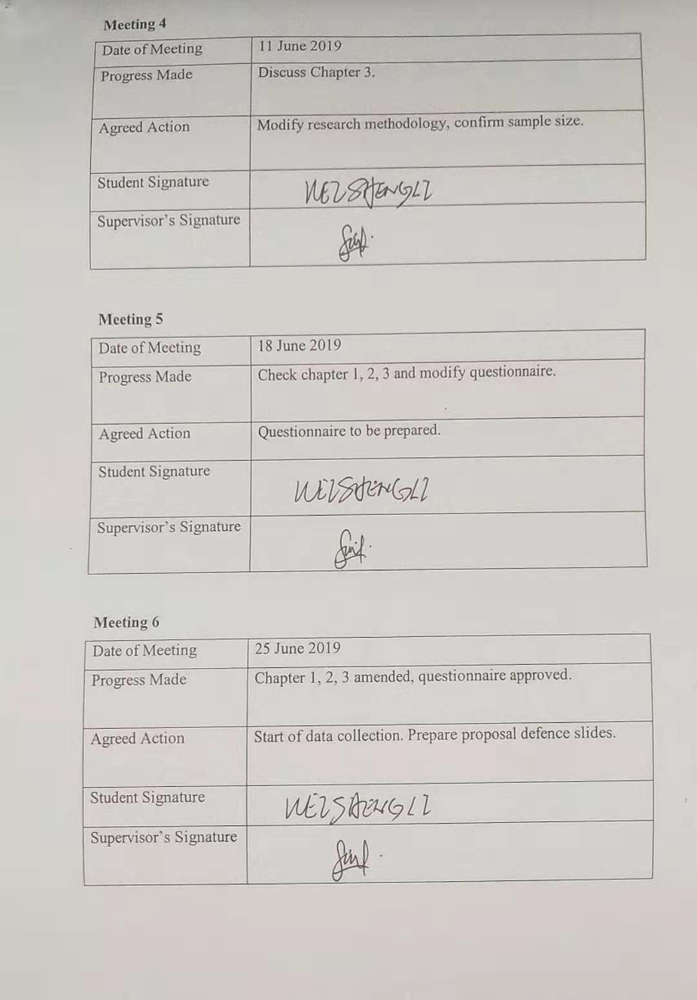 Meeting 4
Date of Meeting 11 June 2019
Progress Made Discuss Chapter 3.
Agreed Action Modify research methodology, confirm sample size.
Student Signature WEISHENGLI
Supervisor's Signature
Meeting 5
Date of Meeting 18 June 2019
Progress Made Check chapter 1, 2, 3 and modify questionnaire.
Agreed Action Questionnaire to be prepared.
Student Signature WEISHENGLI
Supervisor's Signature
Meeting 6
Date of Meeting 25 June 2019
Progress Made Chapter 1, 2, 3 amended, questionnaire approved.
Agreed Action Start of data collection. Prepare proposal defence slides.
Student Signature WEISHENGLI
Supervisor's Signature